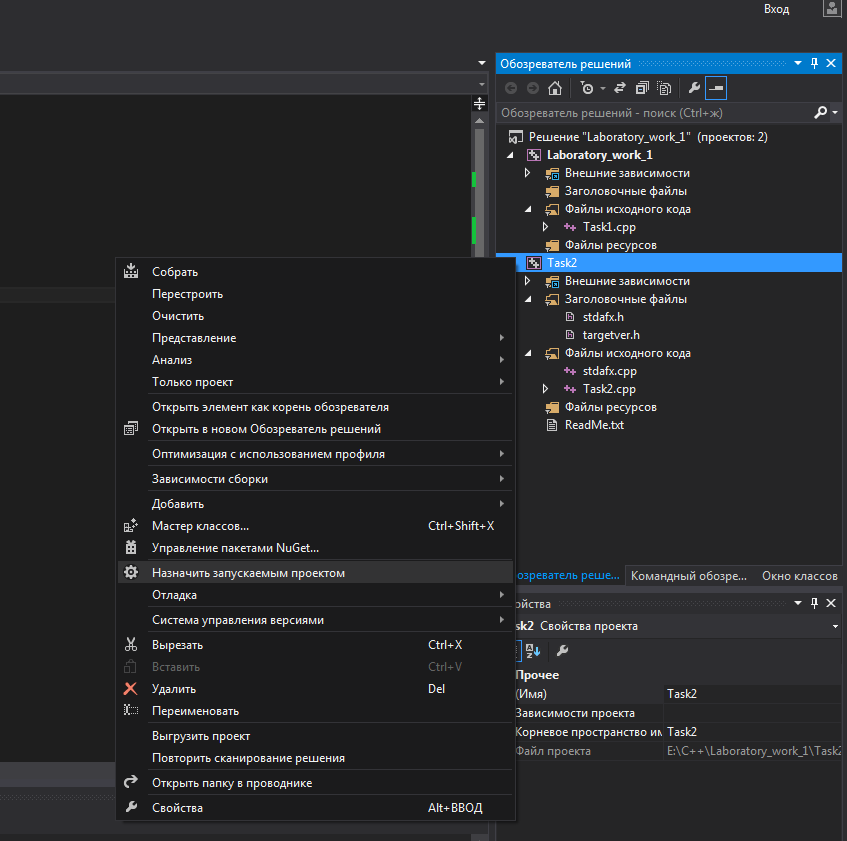 Вход
Обозреватель решений
Обозреватель решений - поиск (Ctrl+ж)
Решение "Laboratory_work_1" (проектов: 2)
Laboratory_work_1
Внешние зависимости
Заголовочные файлы
Файлы исходного кода
Task1.cpp
Файлы ресурсов
Task2
Внешние зависимости
Заголовочные файлы
stdafx.h
targetver.h
Файлы исходного кода
stdafx.cpp
Task2.cpp
Файлы ресурсов
ReadMe.txt
Собрать
Перестроить
Очистить
Представление
Анализ
Только проект
Открыть элемент как корень обозревателя
Открыть в новом Обозреватель решений
Оптимизация с использованием профиля
Зависимости сборки
Добавить
Мастер классов... Ctrl+Shift+X
Управление пакетами NuGet...
Назначить запускаемым проектом
Отладка
Система управления версиями
Вырезать Ctrl+X
Вставить Ctrl+V
Удалить Del
Переименовать
Выгрузить проект
Повторить сканирование решения
Открыть папку в проводнике
Свойства Alt+ВВОД
озреватель реше... Командный обозре... Окно классов
ойства
sk2 Свойства проекта
Прочее
(Имя) Task2
Зависимости проекта
Корневое пространство им Task2
Файл проекта E:\C++\Laboratory_work_1\Task2